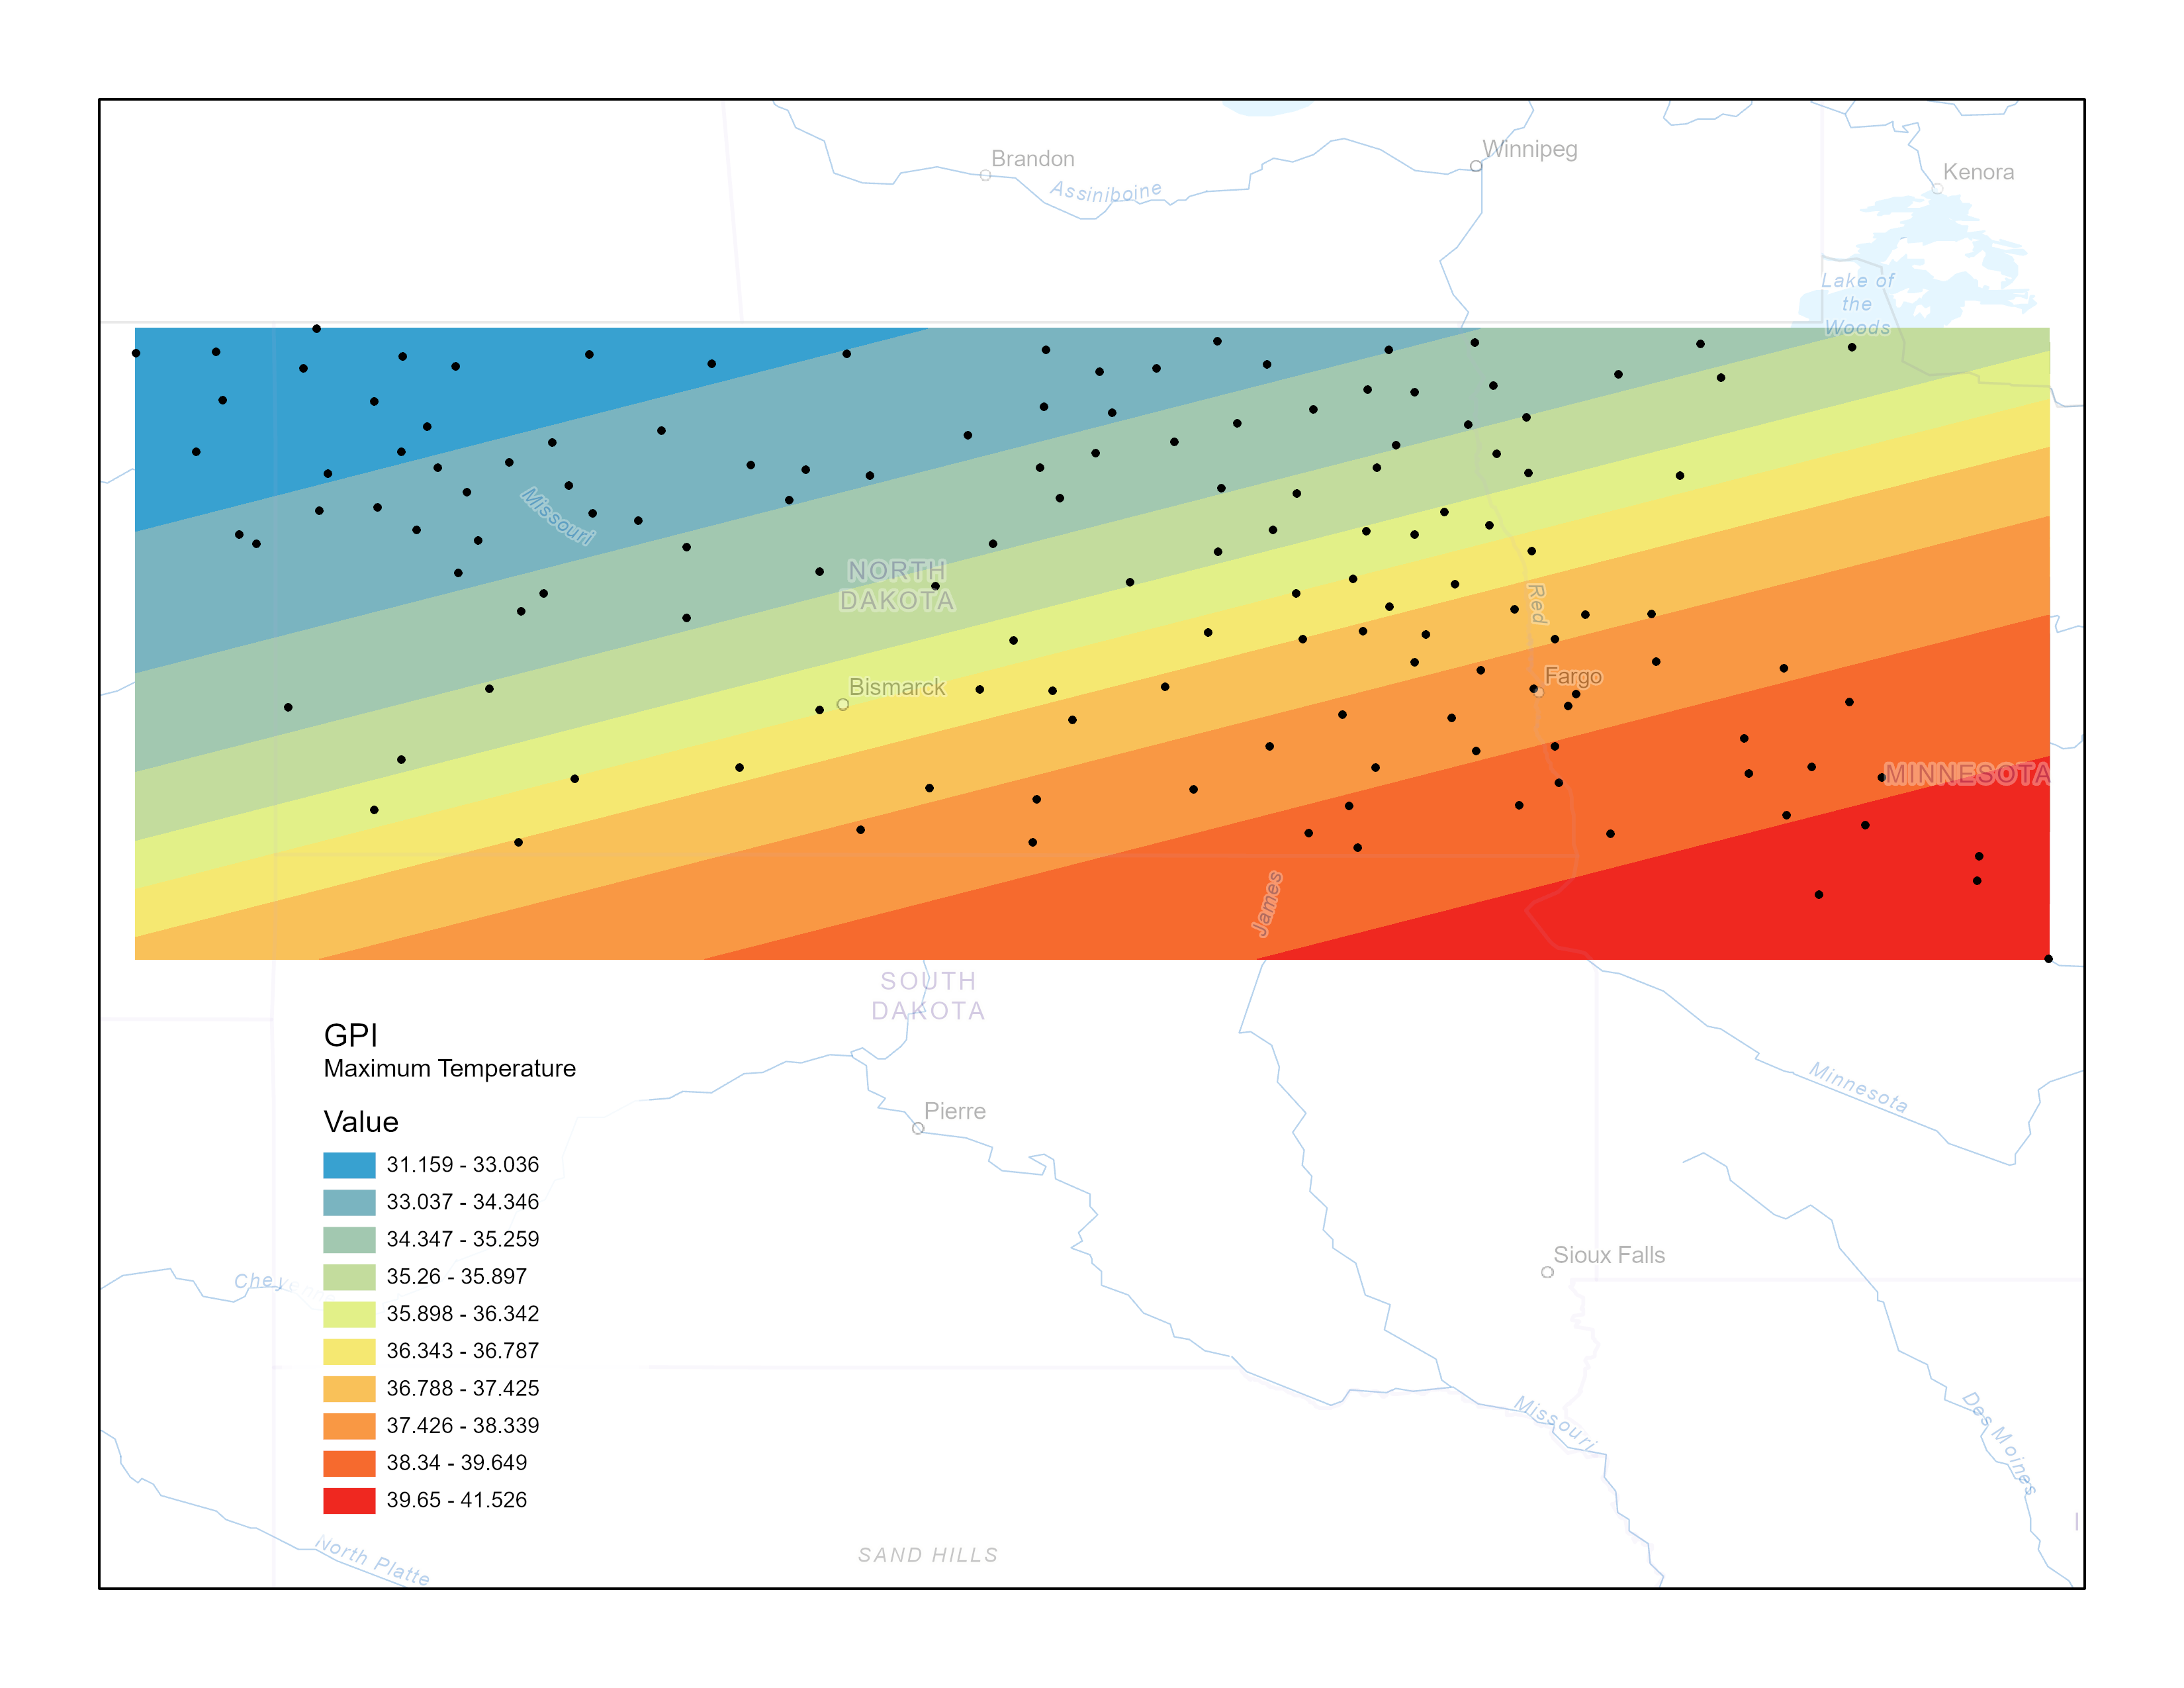 Brandon
Assiniboine
Winnipeg
Kenora
Lake of
the
Woods
Missouri
NORTH
DAKOTA
Red
Bismarck
Fargo
MINNESOTA
James
SOUTH
DAKOTA
GPI
Maximum Temperature
Value
31.159 - 33.036
33.037 - 34.346
34.347 - 35.259
35.26 - 35.897
35.898 - 36.342
36.343 - 36.787
36.788 - 37.425
37.426 - 38.339
38.34 - 39.649
39.65 - 41.526
Pierre
Minnesota
Sioux Falls
Missouri
Des Moines
North Platte
SAND HILLS